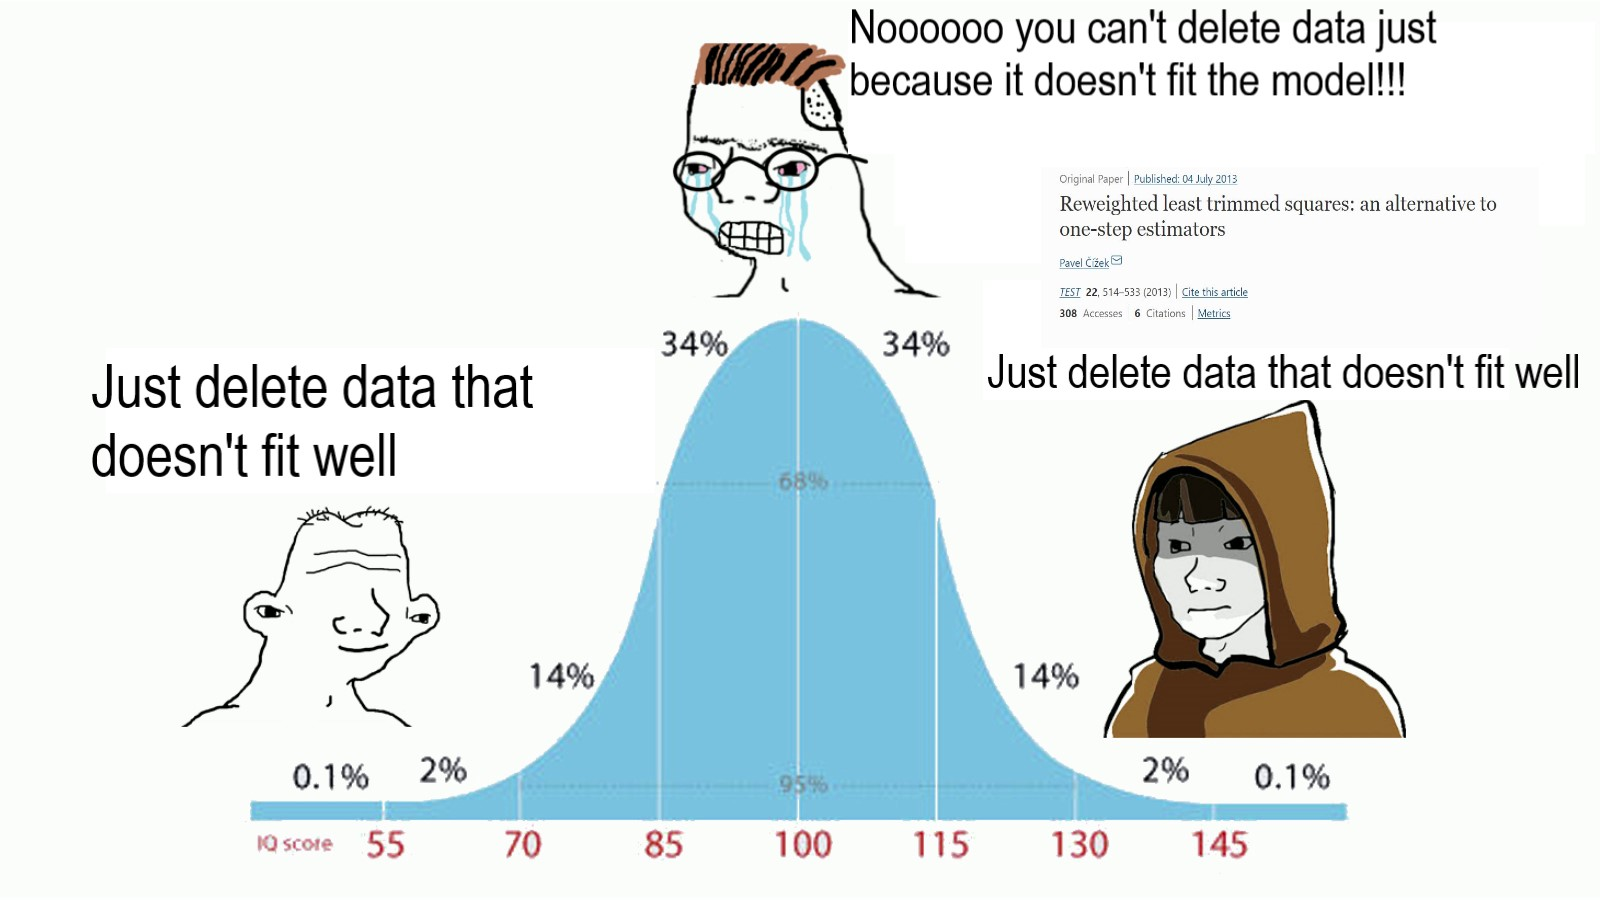 Noooooo you can't delete data just
because it doesn't fit the model!!!
Original Paper | Published: 04 July 2013
Reweighted least trimmed squares: an alternative to
one-step estimators
Pavel Čížek
TEST 22, 514–533 (2013) | Cite this article
308 Accesses 6 Citations | Metrics
34% 34%
Just delete data that
doesn't fit well
Just delete data that doesn't fit well
68%
14% 14%
0.1% 2% 95% 2% 0.1%
IQ score 55 70 85 100 115 130 145